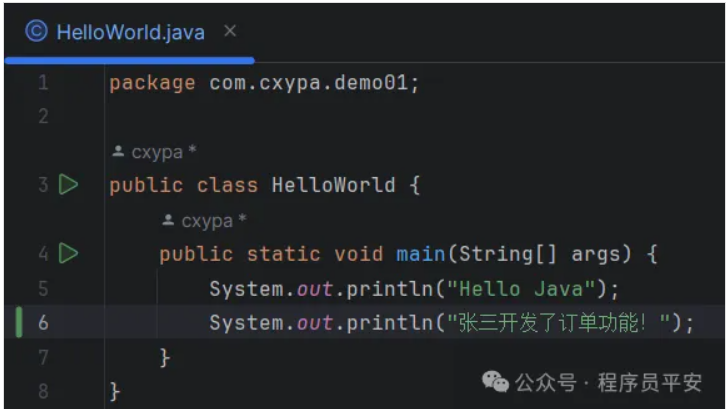 HelloWorld.java
1 package com.cxypa.demo01;
2
cxypa *
3 public class HelloWorld {
cxypa *
4 public static void main(String[] args) {
5 System.out.println("Hello Java");
6 System.out.println("张三开发了订单功能！");
7 }
8 }
公众号 · 程序员平安